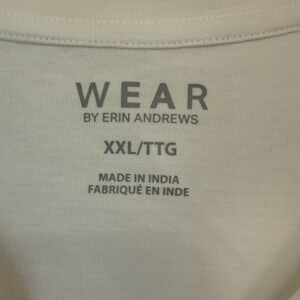 WEAR
BY ERIN ANDREWS
XXL/TTG
MADE IN INDIA
FABRIQUÉ EN INDE